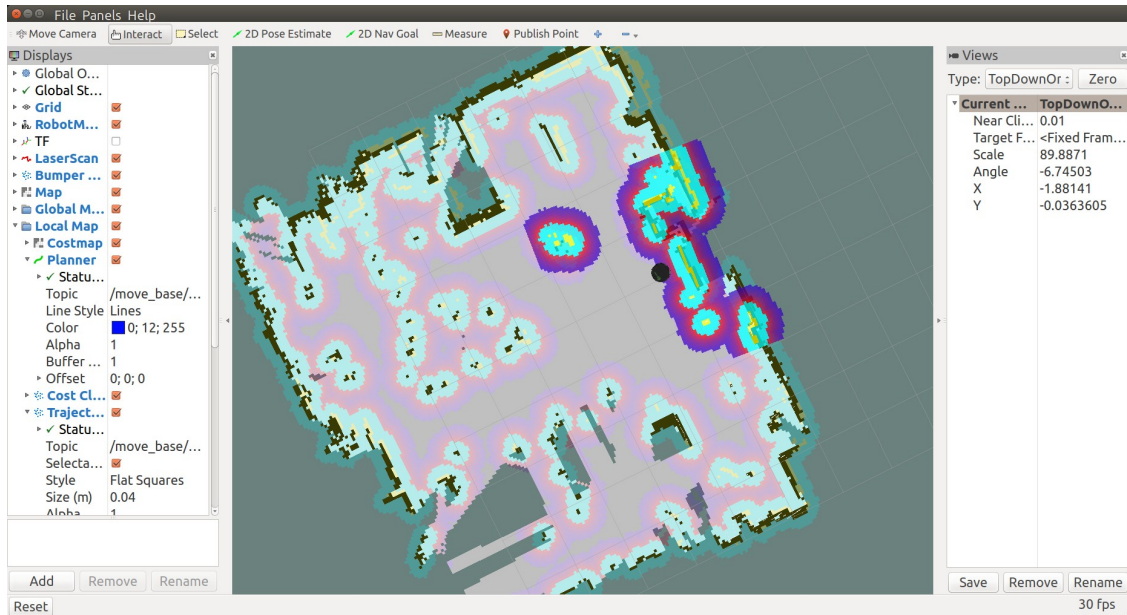 File Panels Help
Move Camera Interact Select 2D Pose Estimate 2D Nav Goal Measure Publish Point
Displays
Global O...
Global St...
Grid
RobotM...
TF
LaserScan
Bumper ...
Map
Global M...
Local Map
Costmap
Planner
Statu...
Topic /move_base/...
Line Style Lines
Color 0; 12; 255
Alpha 1
Buffer ... 1
Offset 0; 0; 0
Cost Cl...
Traject...
Statu...
Topic /move_base/...
Selecta...
Style Flat Squares
Size (m) 0.04
Alpha 1
Add Remove Rename
Reset
Views
Type: TopDownOr Zero
Current ... TopDownO...
Near Cli... 0.01
Target F... <Fixed Fram...
Scale 89.8871
Angle -6.74503
X -1.88141
Y -0.0363605
Save Remove Rename
30 fps